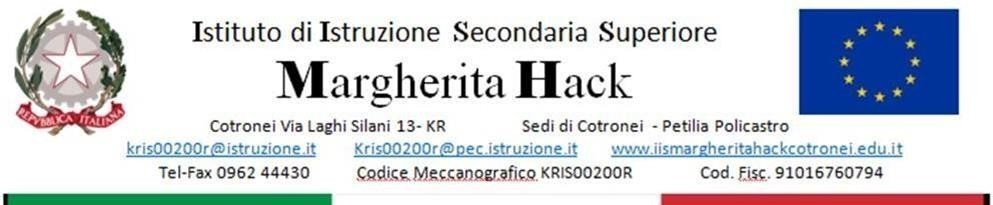 Istituto di Istruzione Secondaria Superiore
Margherita Hack
Cotronei Via Laghi Silani 13- KR Sedi di Cotronei - Petilia Policastro
kris00200r@istruzione.it Kris00200r@pec.istruzione.it www.iismargheritahackcotronei.edu.it
Tel-Fax 0962 44430 Codice Meccanografico KRIS00200R Cod. Fisc. 91016760794
REPVBBLICA ITALIANA